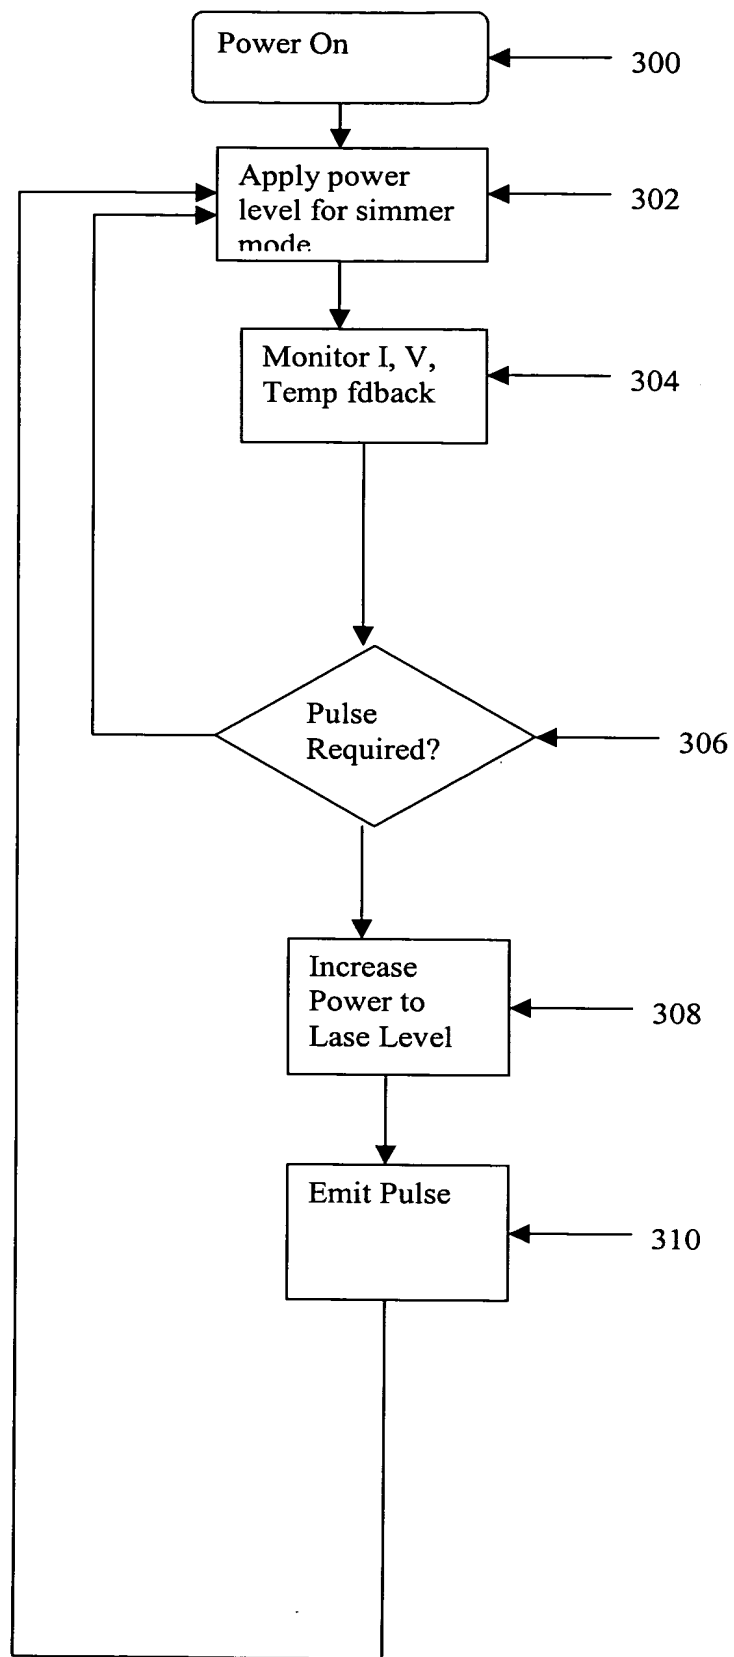 Power On
300
Apply power
level for simmer
mode
302
Monitor I, V,
Temp fdback
304
Pulse
Required?
306
Increase
Power to
Lase Level
308
Emit Pulse
310